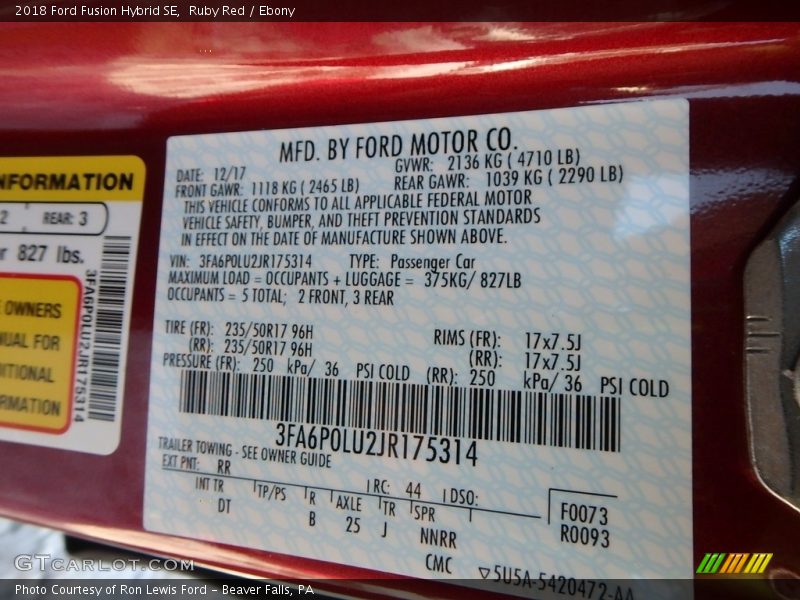 2018 Ford Fusion Hybrid SE, Ruby Red / Ebony
NFORMATION
2 REAR: 3
r 827 lbs.
E OWNERS
UAL FOR
ITIONAL
RMATION
3FA6P0LU2JR175314
MFD. BY FORD MOTOR CO.
DATE: 12/17 GVWR: 2136 KG ( 4710 LB)
FRONT GAWR: 1118 KG ( 2465 LB) REAR GAWR: 1039 KG ( 2290 LB)
THIS VEHICLE CONFORMS TO ALL APPLICABLE FEDERAL MOTOR
VEHICLE SAFETY, BUMPER, AND THEFT PREVENTION STANDARDS
IN EFFECT ON THE DATE OF MANUFACTURE SHOWN ABOVE.
VIN: 3FA6P0LU2JR175314 TYPE: Passenger Car
MAXIMUM LOAD = OCCUPANTS + LUGGAGE = 375KG/ 827LB
OCCUPANTS = 5 TOTAL; 2 FRONT, 3 REAR
TIRE (FR): 235/50R17 96H RIMS (FR): 17x7.5J
(RR): 235/50R17 96H (RR): 17x7.5J
PRESSURE (FR): 250 kPa/ 36 PSI COLD (RR): 250 kPa/ 36 PSI COLD
3FA6P0LU2JR175314
TRAILER TOWING - SEE OWNER GUIDE
EXT PNT: RR RC: 44 DSO: F0073
INT TR TP/PS R AXLE TR SPR R0093
DT B 25 J NNRR
CMC ▽5U5A-5420472-AA
GTCarLot.com
Photo Courtesy of Ron Lewis Ford – Beaver Falls, PA